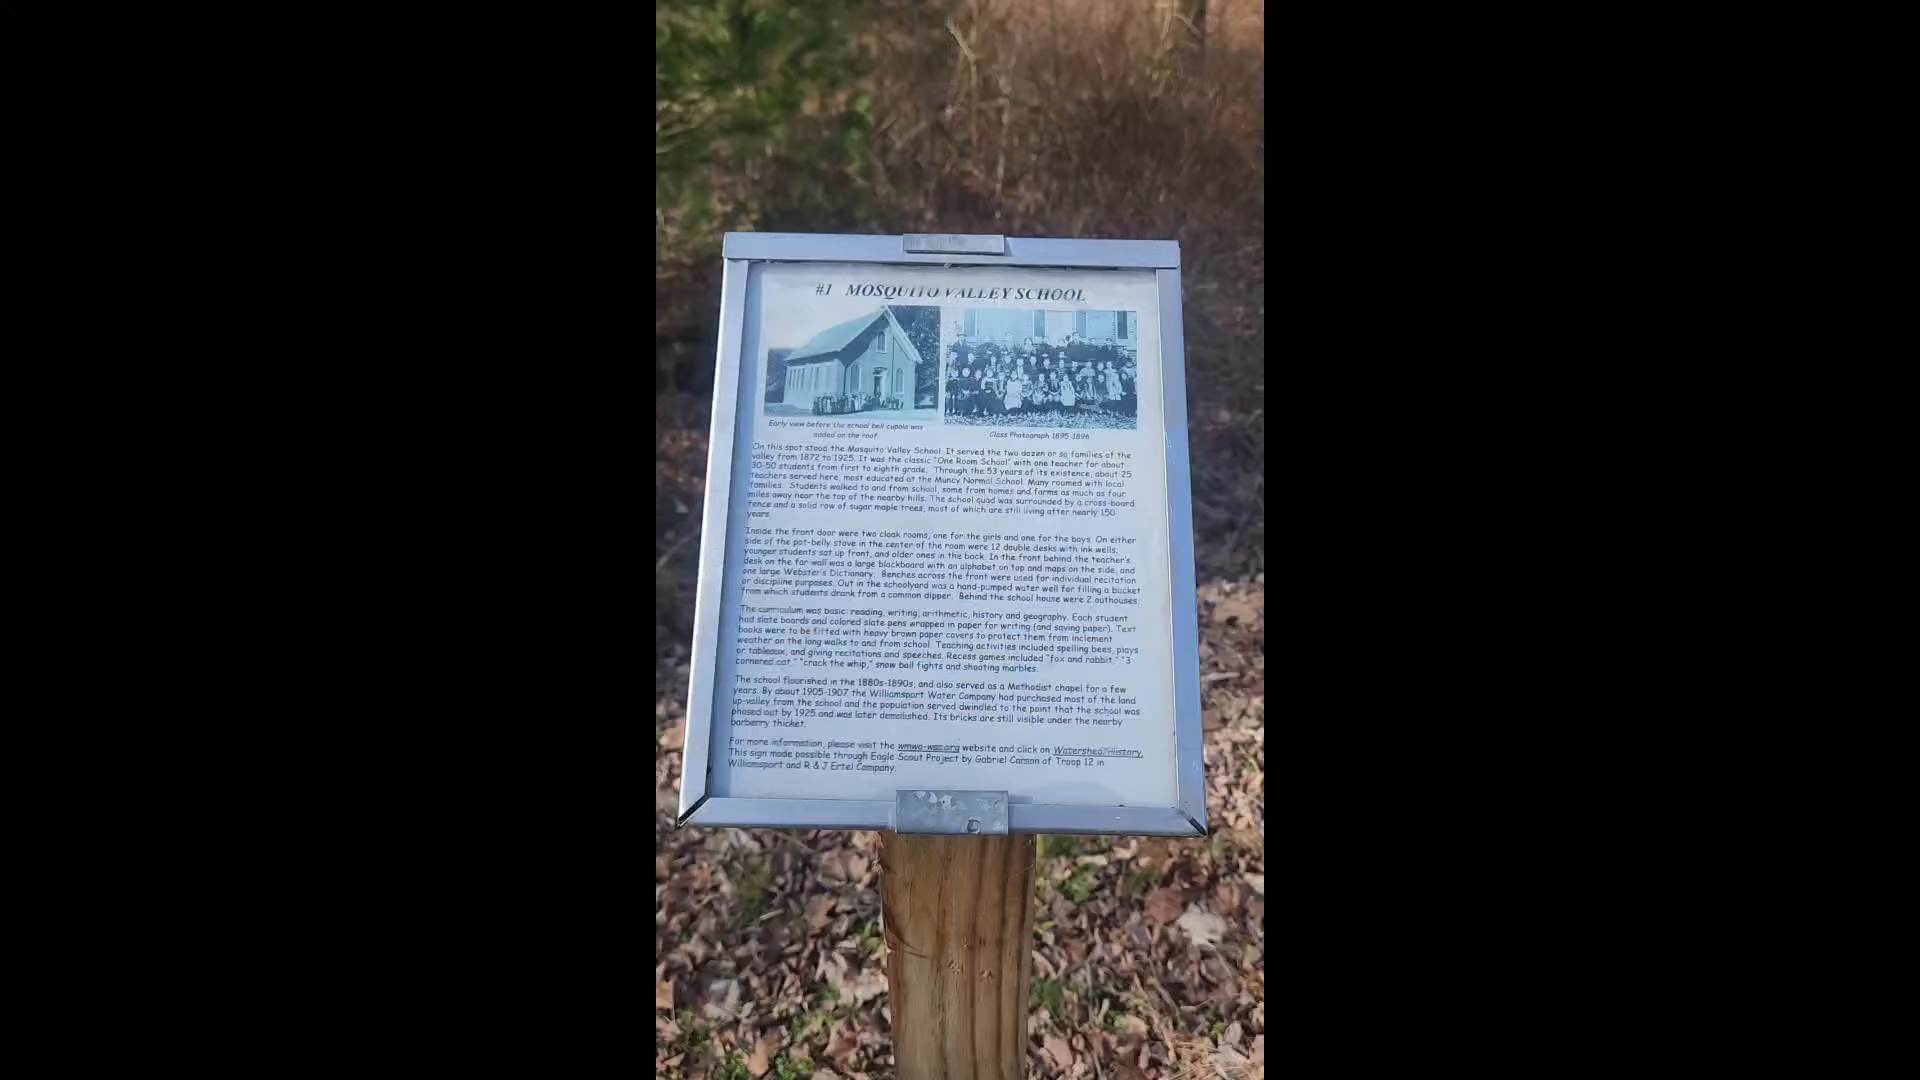 #1 MOSQUITO VALLEY SCHOOL
Early view before the school bell cupola was
added on the roof.
Class Photograph 1895-1896
On this spot stood the Mosquito Valley School. It served the two dozen or so families of the
valley from 1872 to 1925. It was the classic "One Room School" with one teacher for about
30-50 students from first to eighth grade. Through the 53 years of its existence, about 25
teachers served here, most educated at the Muncy Normal School. Many roomed with local
families. Students walked to and from school, some from homes and farms as much as four
miles away near the top of the nearby hills. The school quad was surrounded by a cross-board
fence and a solid row of sugar maple trees, most of which are still living after nearly 150
years.
Inside the front door were two cloak rooms, one for the girls and one for the boys. On either
side of the pot-belly stove in the center of the room were 12 double desks with ink wells;
younger students sat up front, and older ones in the back. In the front behind the teacher's
desk on the far wall was a large blackboard with an alphabet on top and maps on the side, and
one large Webster's Dictionary. Benches across the front were used for individual recitation
or discipline purposes. Out in the schoolyard was a hand-pumped water well for filling a bucket
from which students drank from a common dipper. Behind the school house were 2 outhouses.
The curriculum was basic: reading, writing, arithmetic, history and geography. Each student
had slate boards and colored slate pens wrapped in paper for writing (and saving paper). Text
books were to be fitted with heavy brown paper covers to protect them from inclement
weather on the long walks to and from school. Teaching activities included spelling bees, plays
or tableaux, and giving recitations and speeches. Recess games included "fox and rabbit," "3
cornered cat," "crack the whip," snow ball fights and shooting marbles.
The school flourished in the 1880s-1890s, and also served as a Methodist chapel for a few
years. By about 1905-1907 the Williamsport Water Company had purchased most of the land
up-valley from the school and the population served dwindled to the point that the school was
phased out by 1925 and was later demolished. Its bricks are still visible under the nearby
barberry thicket.
For more information, please visit the wmwa-wsa.org website and click on Watershed/History.
This sign made possible through Eagle Scout Project by Gabriel Caman of Troop 12 in
Williamsport and R & J Ertel Company.